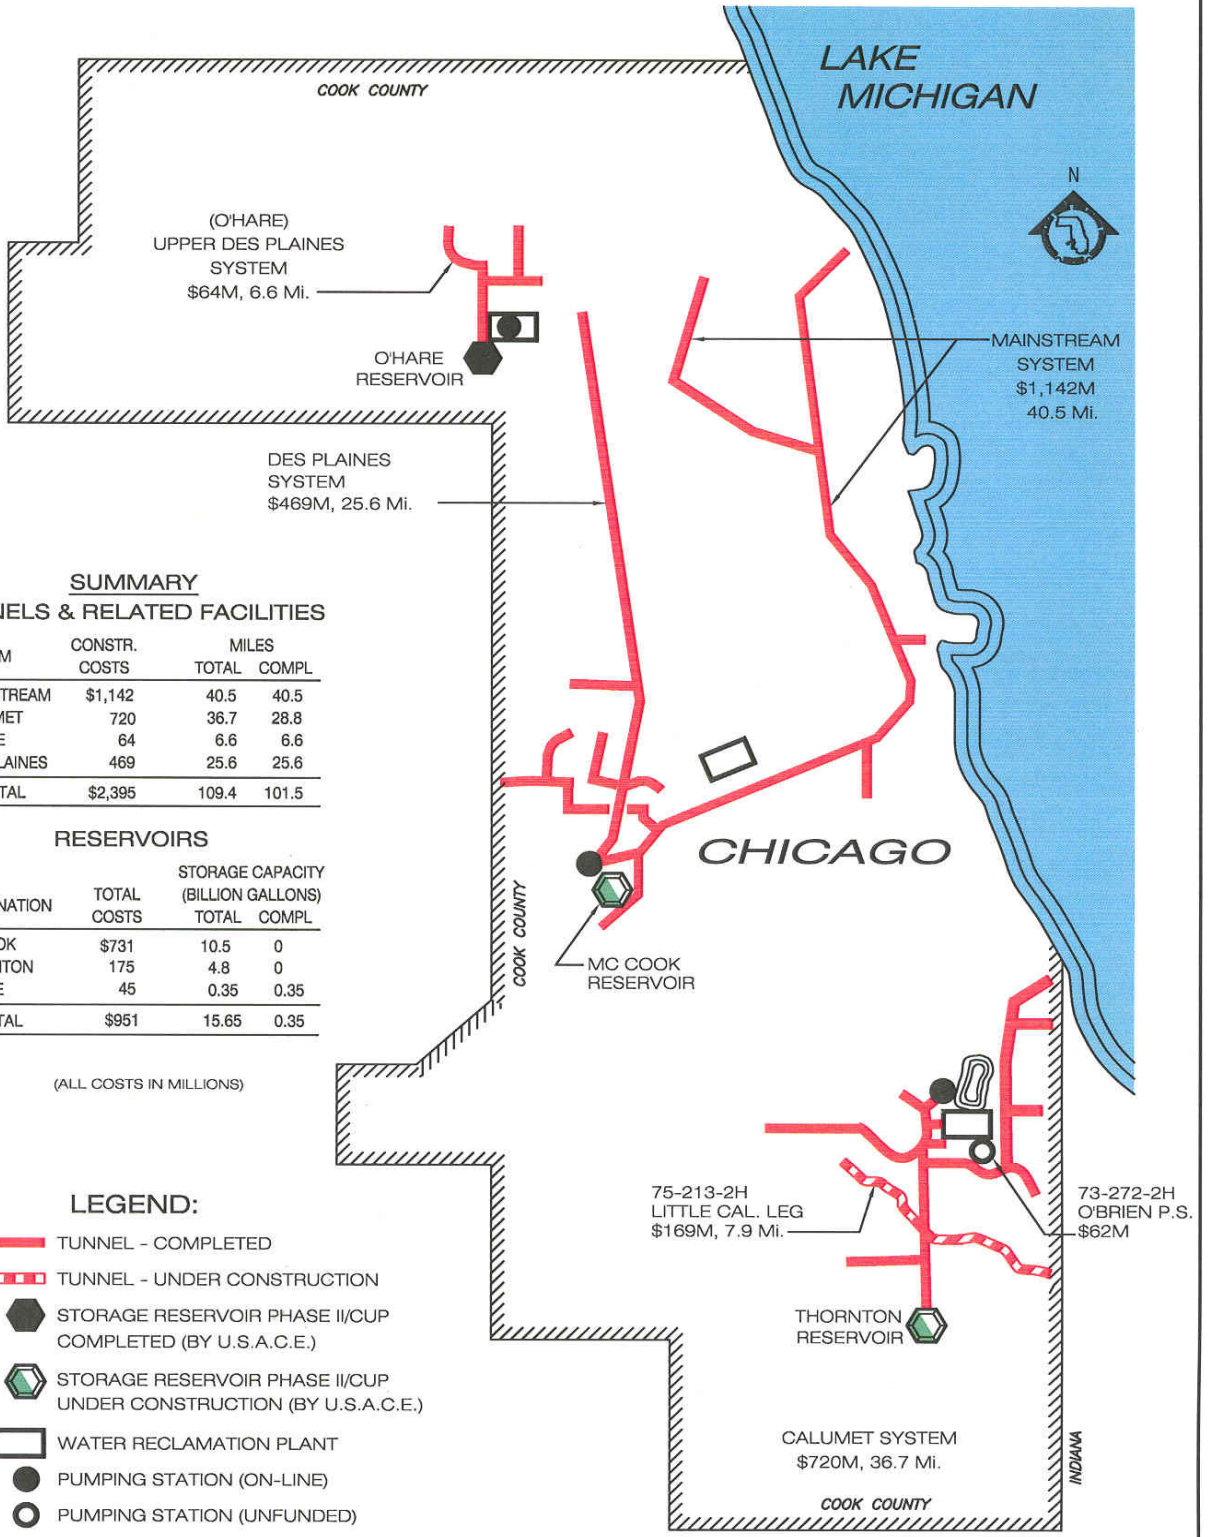 LAKE
MICHIGAN
COOK COUNTY
N
(O'HARE)
UPPER DES PLAINES
SYSTEM
$64M, 6.6 Mi.
O'HARE
RESERVOIR
MAINSTREAM
SYSTEM
$1,142M
40.5 Mi.
DES PLAINES
SYSTEM
$469M, 25.6 Mi.
SUMMARY
NELS & RELATED FACILITIES
M CONSTR. COSTS MILES
TOTAL COMPL
TREAM $1,142 40.5 40.5
MET 720 36.7 28.8
E 64 6.6 6.6
LAINES 469 25.6 25.6
TAL $2,395 109.4 101.5
RESERVOIRS
NATION TOTAL COSTS STORAGE CAPACITY
(BILLION GALLONS)
TOTAL COMPL
OK $731 10.5 0
NTON 175 4.8 0
E 45 0.35 0.35
TAL $951 15.65 0.35
(ALL COSTS IN MILLIONS)
CHICAGO
COOK COUNTY
MC COOK
RESERVOIR
75-213-2H
LITTLE CAL. LEG
$169M, 7.9 Mi.
73-272-2H
O'BRIEN P.S.
$62M
THORNTON
RESERVOIR
CALUMET SYSTEM
$720M, 36.7 Mi.
COOK COUNTY
INDIANA
LEGEND:
TUNNEL - COMPLETED
TUNNEL - UNDER CONSTRUCTION
STORAGE RESERVOIR PHASE II/CUP
COMPLETED (BY U.S.A.C.E.)
STORAGE RESERVOIR PHASE II/CUP
UNDER CONSTRUCTION (BY U.S.A.C.E.)
WATER RECLAMATION PLANT
PUMPING STATION (ON-LINE)
PUMPING STATION (UNFUNDED)